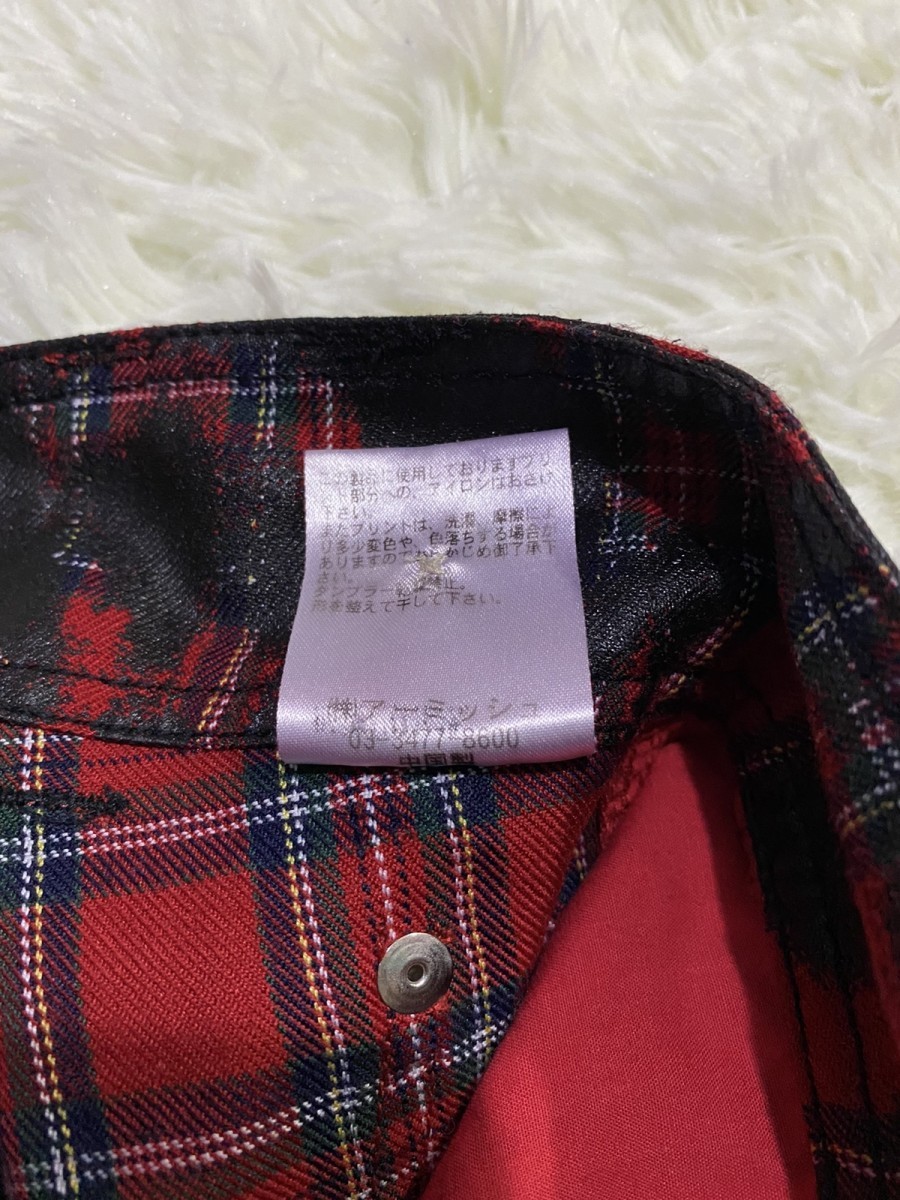 この製品に使用しておりますプリ
ント部分への、アイロンはおさけ
下さい。
またプリントは、洗濯、摩擦によ
り多少変色や、色落ちする場合が
ありますので かじめ御了承下
さい。
タンブラー 禁止。
形を整えて干して下さい。
㈱アーミッシュ
03-3477-8600
中国製